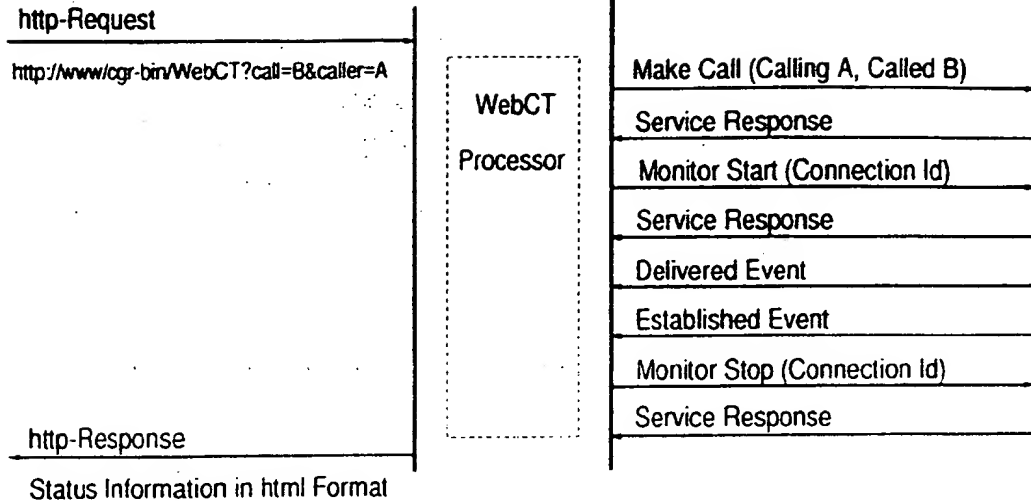 http-Request
http://www/cgr-bin/WebCT?call=B&caller=A
WebCT
Processor
Make Call (Calling A, Called B)
Service Response
Monitor Start (Connection Id)
Service Response
Delivered Event
Established Event
Monitor Stop (Connection Id)
Service Response
http-Response
Status Information in html Format